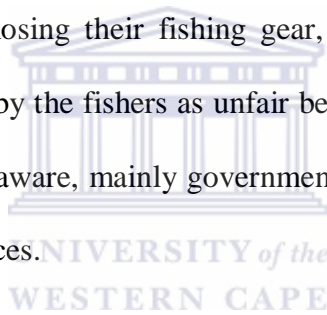 osing their fishing gear,
by the fishers as unfair be
aware, mainly governmen
ces.
UNIVERSITY of the
WESTERN CAPE